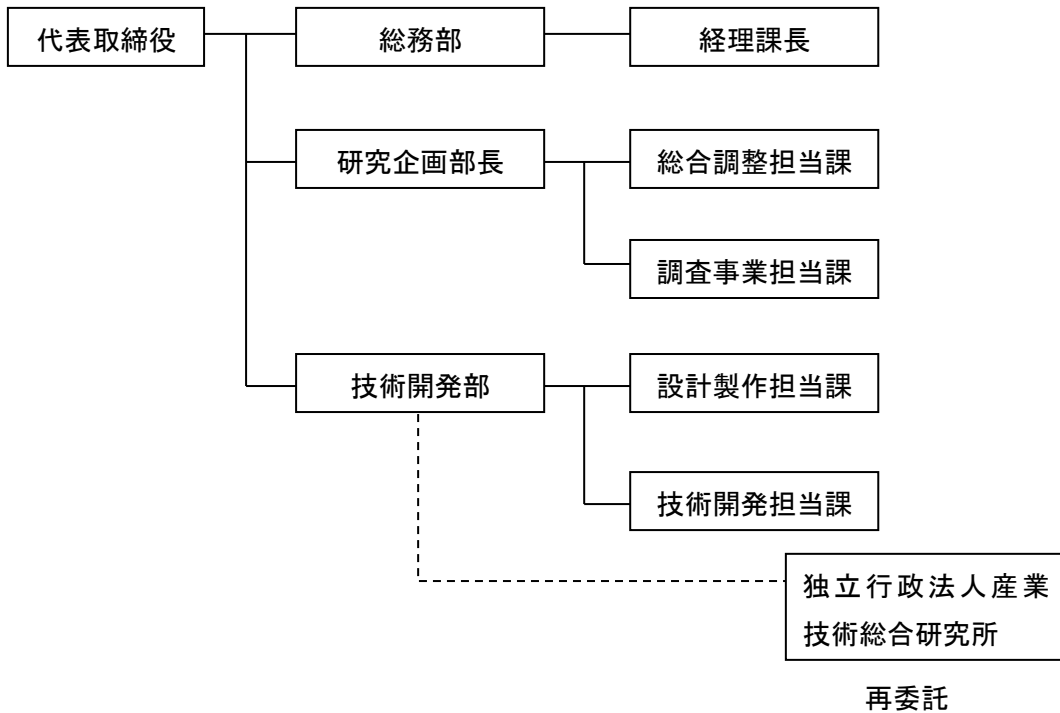 代表取締役
総務部
経理課長
研究企画部長
総合調整担当課
調査事業担当課
技術開発部
設計製作担当課
技術開発担当課
独立行政法人産業
技術総合研究所
再委託